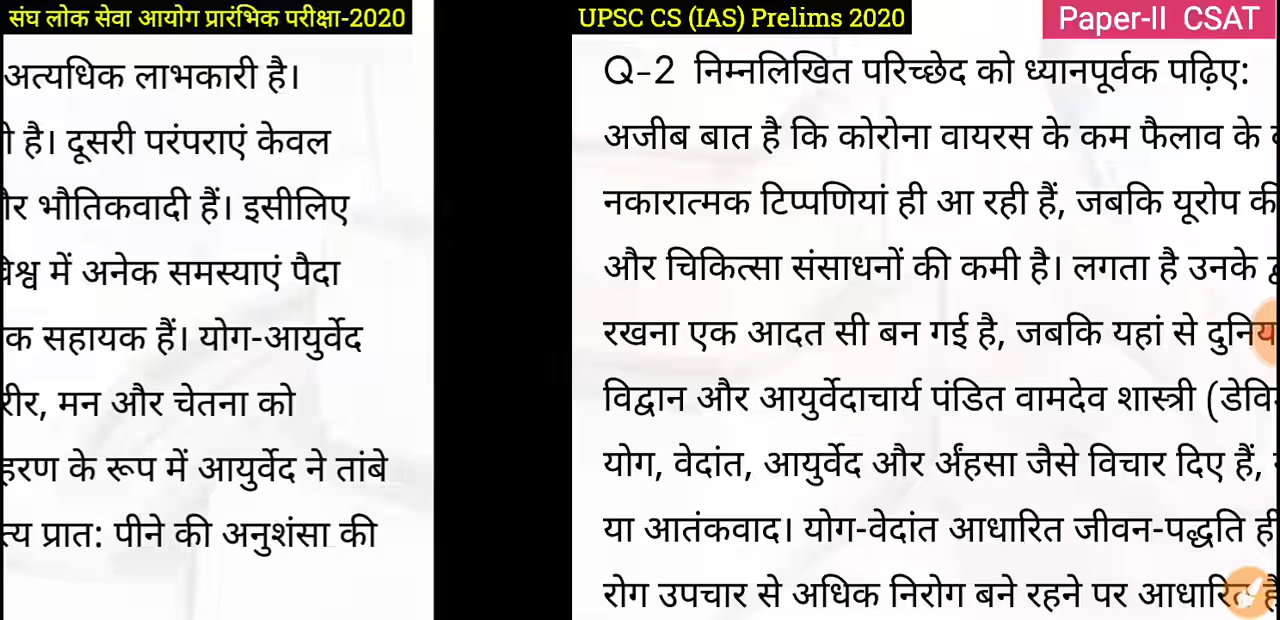 संघ लोक सेवा आयोग प्रारंभिक परीक्षा-2020
अत्यधिक लाभकारी है।
है। दूसरी परंपराएं केवल
भौतिकवादी हैं। इसीलिए
में अनेक समस्याएं पैदा
सहायक हैं। योग-आयुर्वेद
मन और चेतना को
के रूप में आयुर्वेद ने तांबे
प्रात: पीने की अनुशंसा की
UPSC CS (IAS) Prelims 2020
Paper-II CSAT
Q-2 निम्नलिखित परिच्छेद को ध्यानपूर्वक पढ़िए:
अजीब बात है कि कोरोना वायरस के कम फैलाव के
नकारात्मक टिप्पणियां ही आ रही हैं, जबकि यूरोप की
और चिकित्सा संसाधनों की कमी है। लगता है उनके
रखना एक आदत सी बन गई है, जबकि यहां से
विद्वान और आयुर्वेदाचार्य पंडित वामदेव शास्त्री
योग, वेदांत, आयुर्वेद और अंहसा जैसे विचार दिए हैं,
या आतंकवाद। योग-वेदांत आधारित जीवन-पद्धति ही
रोग उपचार से अधिक निरोग बने रहने पर आधारित